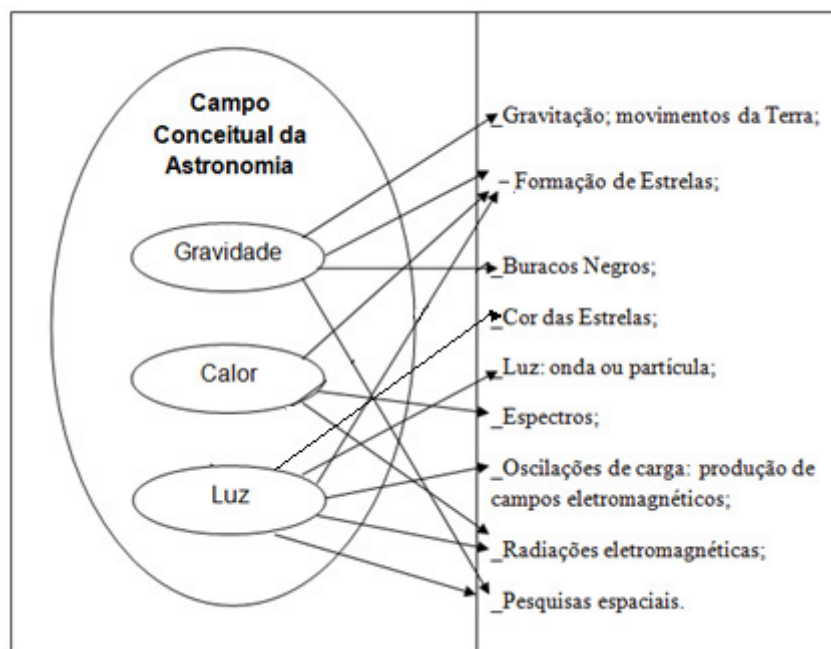 Campo
Conceitual da
Astronomia
Gravidade
Calor
Luz
_Gravitação; movimentos da Terra;
– Formação de Estrelas;
_Buracos Negros;
_Cor das Estrelas;
_Luz: onda ou partícula;
_Espectros;
_Oscilações de carga: produção de
campos eletromagnéticos;
_Radiações eletromagnéticas;
_Pesquisas espaciais.